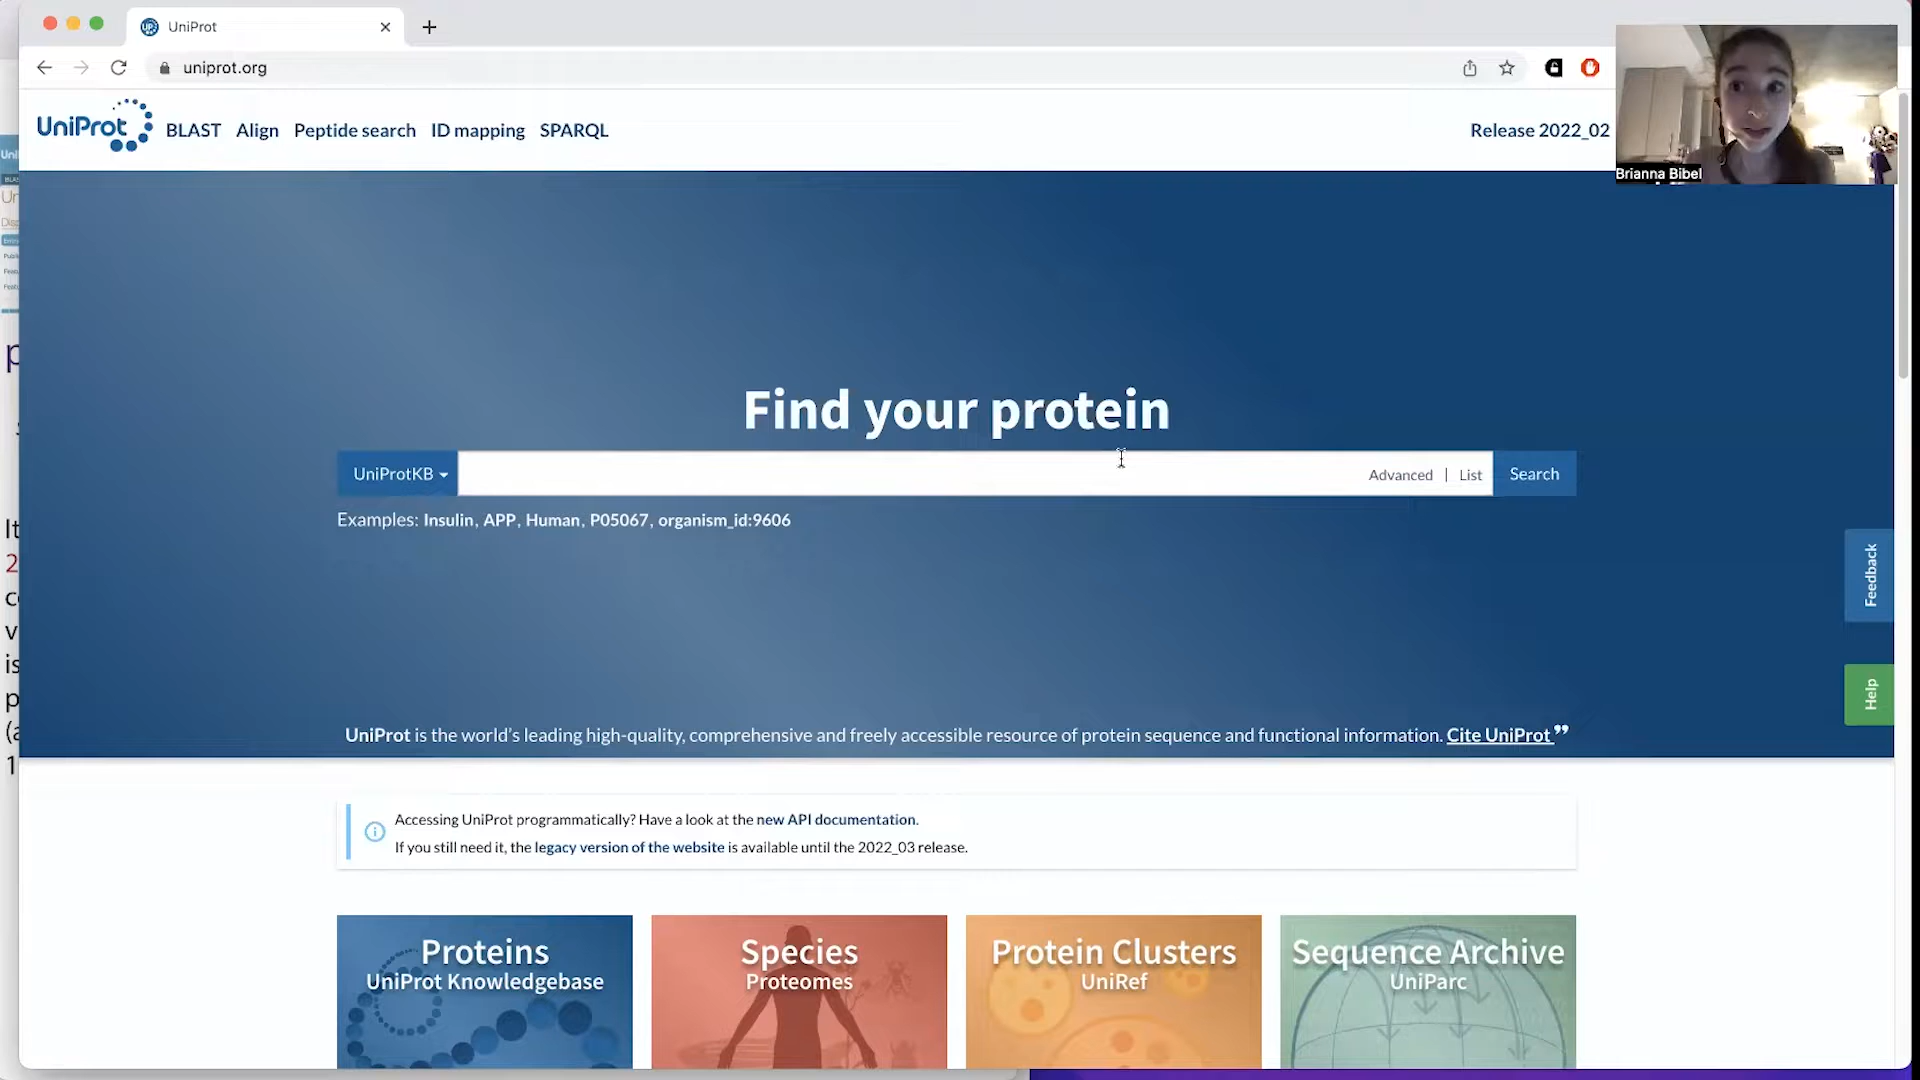 UniProt
uniprot.org
UniProt BLAST Align Peptide search ID mapping SPARQL
Release 2022_02
Brianna Bibel
Find your protein
UniProtKB
Advanced | List
Search
Examples: Insulin, APP, Human, P05067, organism_id:9606
Feedback
Help
UniProt is the world's leading high-quality, comprehensive and freely accessible resource of protein sequence and functional information. Cite UniProt ”
Accessing UniProt programmatically? Have a look at the new API documentation.
If you still need it, the legacy version of the website is available until the 2022_03 release.
Proteins
UniProt Knowledgebase
Species
Proteomes
Protein Clusters
UniRef
Sequence Archive
UniParc